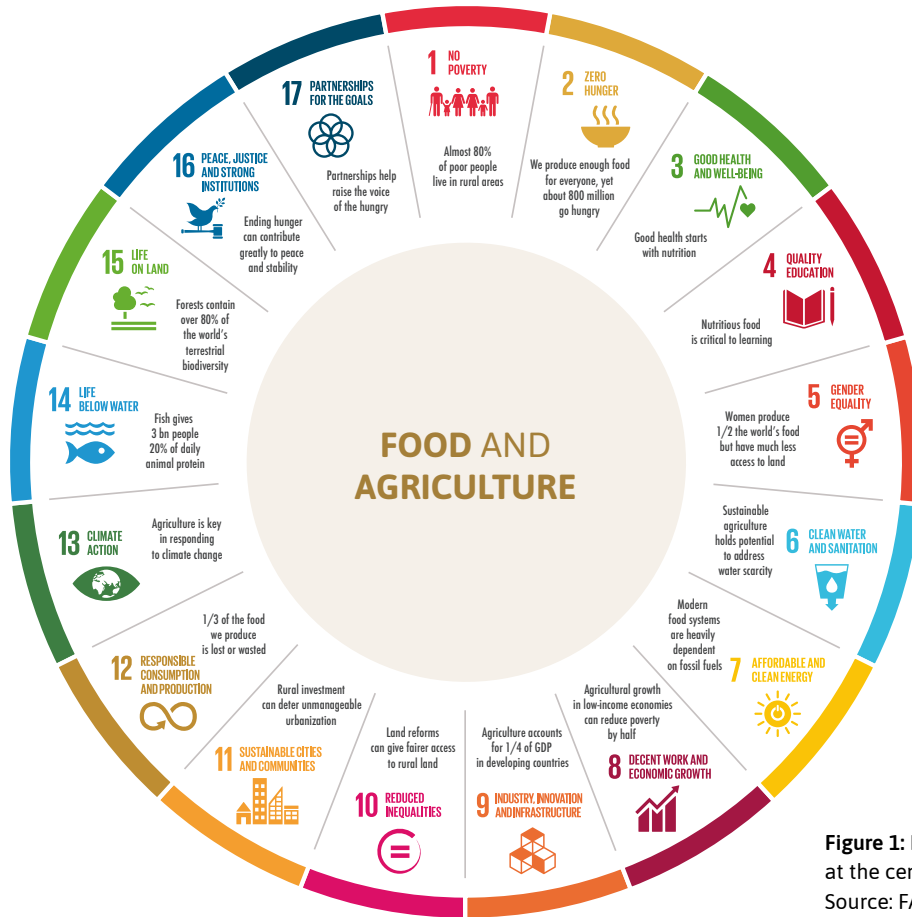 1 NO
POVERTY
Almost 80%
of poor people
live in rural areas
2 ZERO
HUNGER
We produce enough food
for everyone, yet
about 800 million
go hungry
3 GOOD HEALTH
AND WELL-BEING
Good health starts
with nutrition
4 QUALITY
EDUCATION
Nutritious food
is critical to learning
5 GENDER
EQUALITY
Women produce
1/2 the world's food
but have much less
access to land
6 CLEAN WATER
AND SANITATION
Sustainable
agriculture
holds potential
to address
water scarcity
7 AFFORDABLE AND
CLEAN ENERGY
Modern
food systems
are heavily
dependent
on fossil fuels
8 DECENT WORK AND
ECONOMIC GROWTH
Agricultural growth
in low-income economies
can reduce poverty
by half
9 INDUSTRY, INNOVATION
AND INFRASTRUCTURE
Agriculture accounts
for 1/4 of GDP
in developing countries
10 REDUCED
INEQUALITIES
Land reforms
can give fairer access
to rural land
11 SUSTAINABLE CITIES
AND COMMUNITIES
Rural investment
can deter unmanageable
urbanization
12 RESPONSIBLE
CONSUMPTION
AND PRODUCTION
1/3 of the food
we produce
is lost or wasted
13 CLIMATE
ACTION
Agriculture is key
in responding
to climate change
14 LIFE
BELOW WATER
Fish gives
3 bn people
20% of daily
animal protein
15 LIFE
ON LAND
Forests contain
over 80% of
the world's
terrestrial
biodiversity
16 PEACE, JUSTICE
AND STRONG
INSTITUTIONS
Ending hunger
can contribute
greatly to peace
and stability
17 PARTNERSHIPS
FOR THE GOALS
Partnerships help
raise the voice
of the hungry
FOOD AND
AGRICULTURE
Figure 1:
at the
Source: